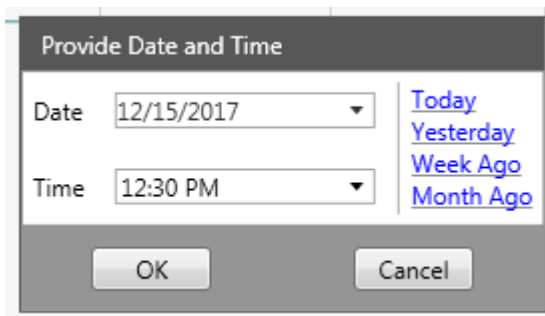 Provide Date and Time
Date 12/15/2017
Time 12:30 PM
Today
Yesterday
Week Ago
Month Ago
OK Cancel